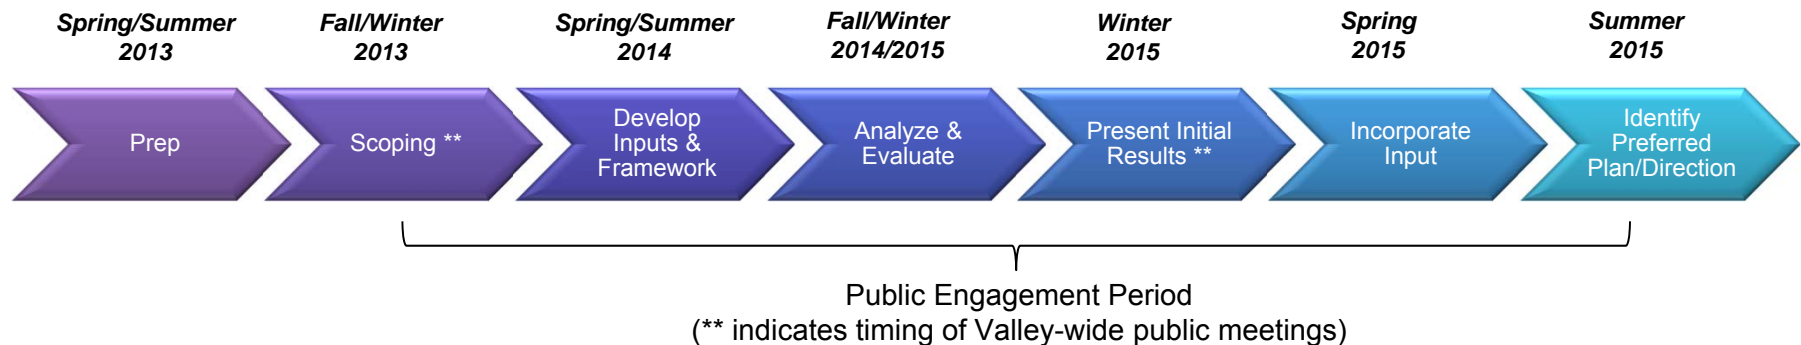 Spring/Summer
2013
Fall/Winter
2013
Spring/Summer
2014
Fall/Winter
2014/2015
Winter
2015
Spring
2015
Summer
2015
Prep
Scoping **
Develop
Inputs &
Framework
Analyze &
Evaluate
Present Initial
Results **
Incorporate
Input
Identify
Preferred
Plan/Direction
Public Engagement Period
(** indicates timing of Valley-wide public meetings)